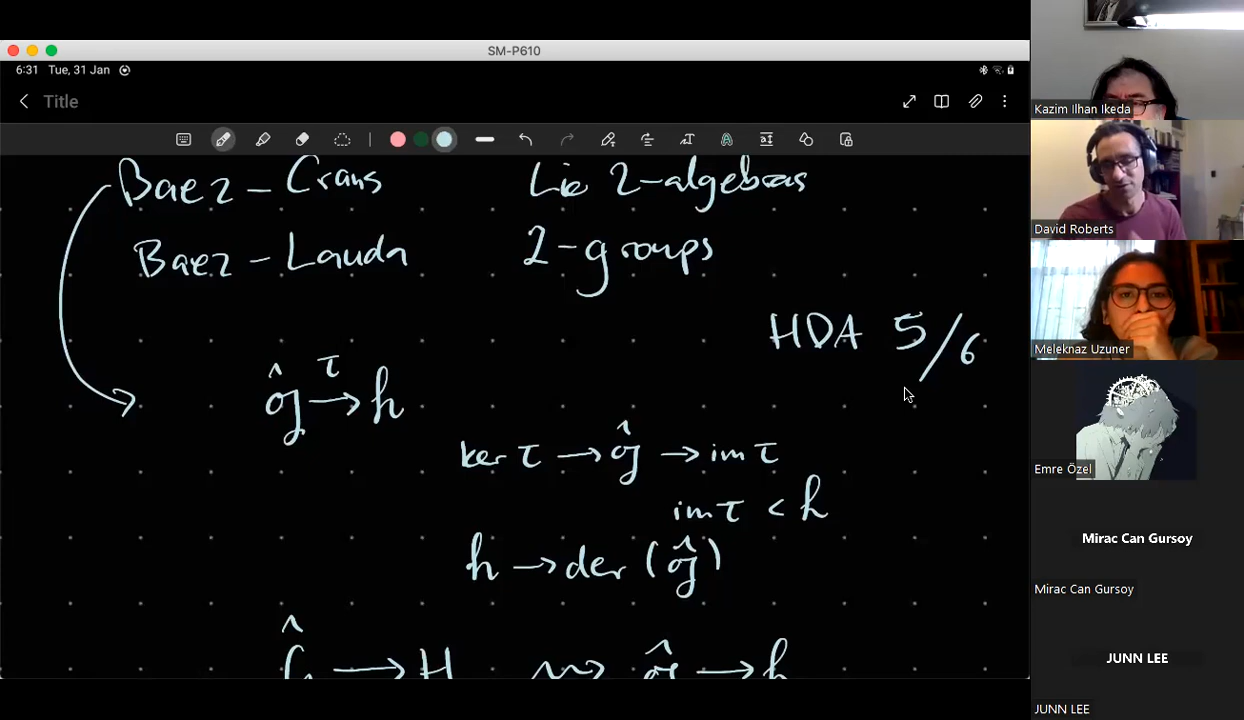 SM-P610
6:31 Tue, 31 Jan
Title
Baez – Crans Lie 2-algebras
Baez – Lauda 2-groups
HDA 5/6
ĝ →τ h
ker τ → ĝ → im τ
im τ < h
h → der (ĝ)
Ĝ → H ⇝ ĝ → h
Kazim Ilhan Ikeda
David Roberts
Meleknaz Uzuner
Emre Özel
Mirac Can Gursoy
Mirac Can Gursoy
JUNN LEE
JUNN LEE